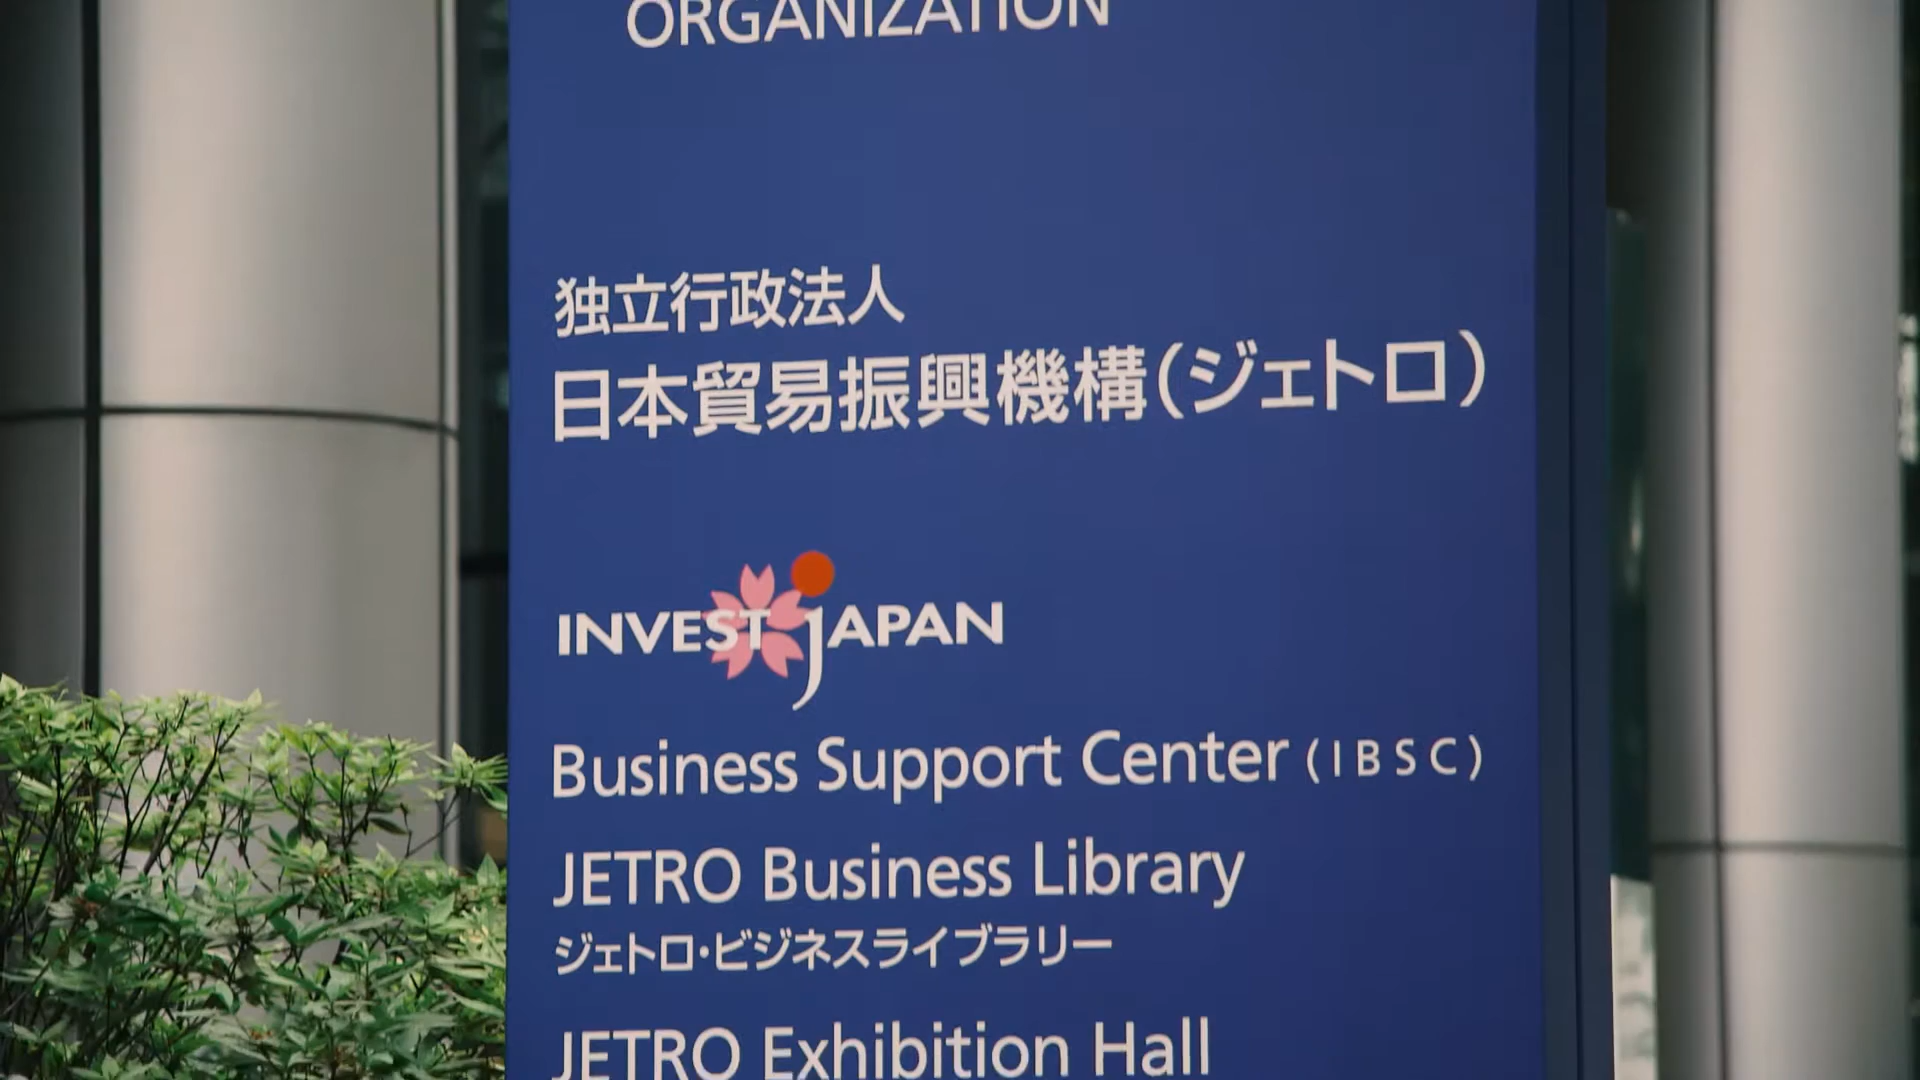 ORGANIZATION
独立行政法人
日本貿易振興機構(ジェトロ)
INVEST JAPAN
Business Support Center (IBSC)
JETRO Business Library
ジェトロ・ビジネスライブラリー
JETRO Exhibition Hall